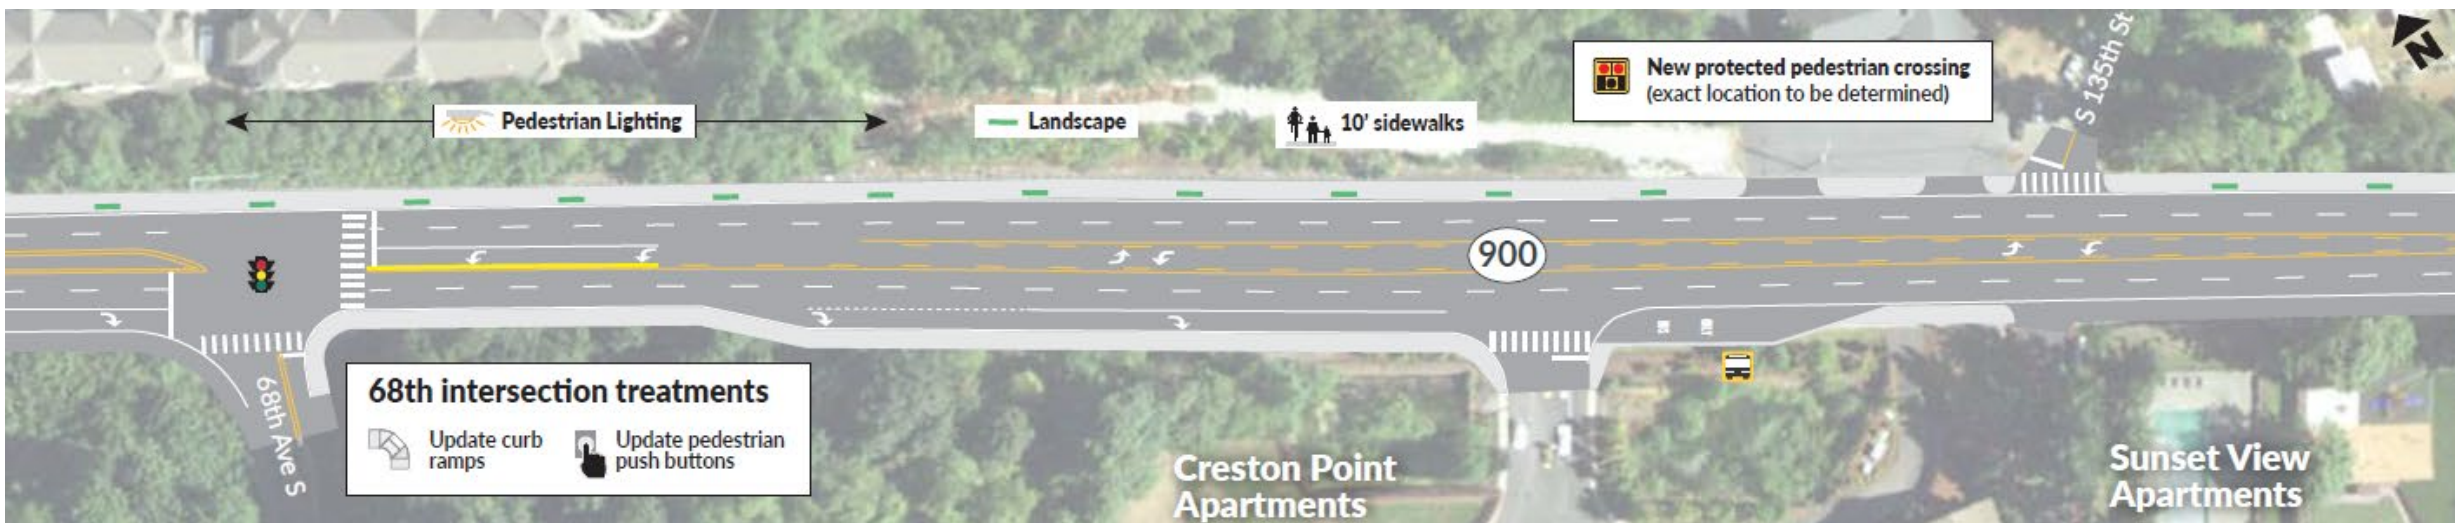 S 135th St
N
New protected pedestrian crossing
(exact location to be determined)
Pedestrian Lighting
Landscape
10' sidewalks
900
68th Ave S
68th intersection treatments
Update curb
ramps
Update pedestrian
push buttons
Creston Point
Apartments
Sunset View
Apartments